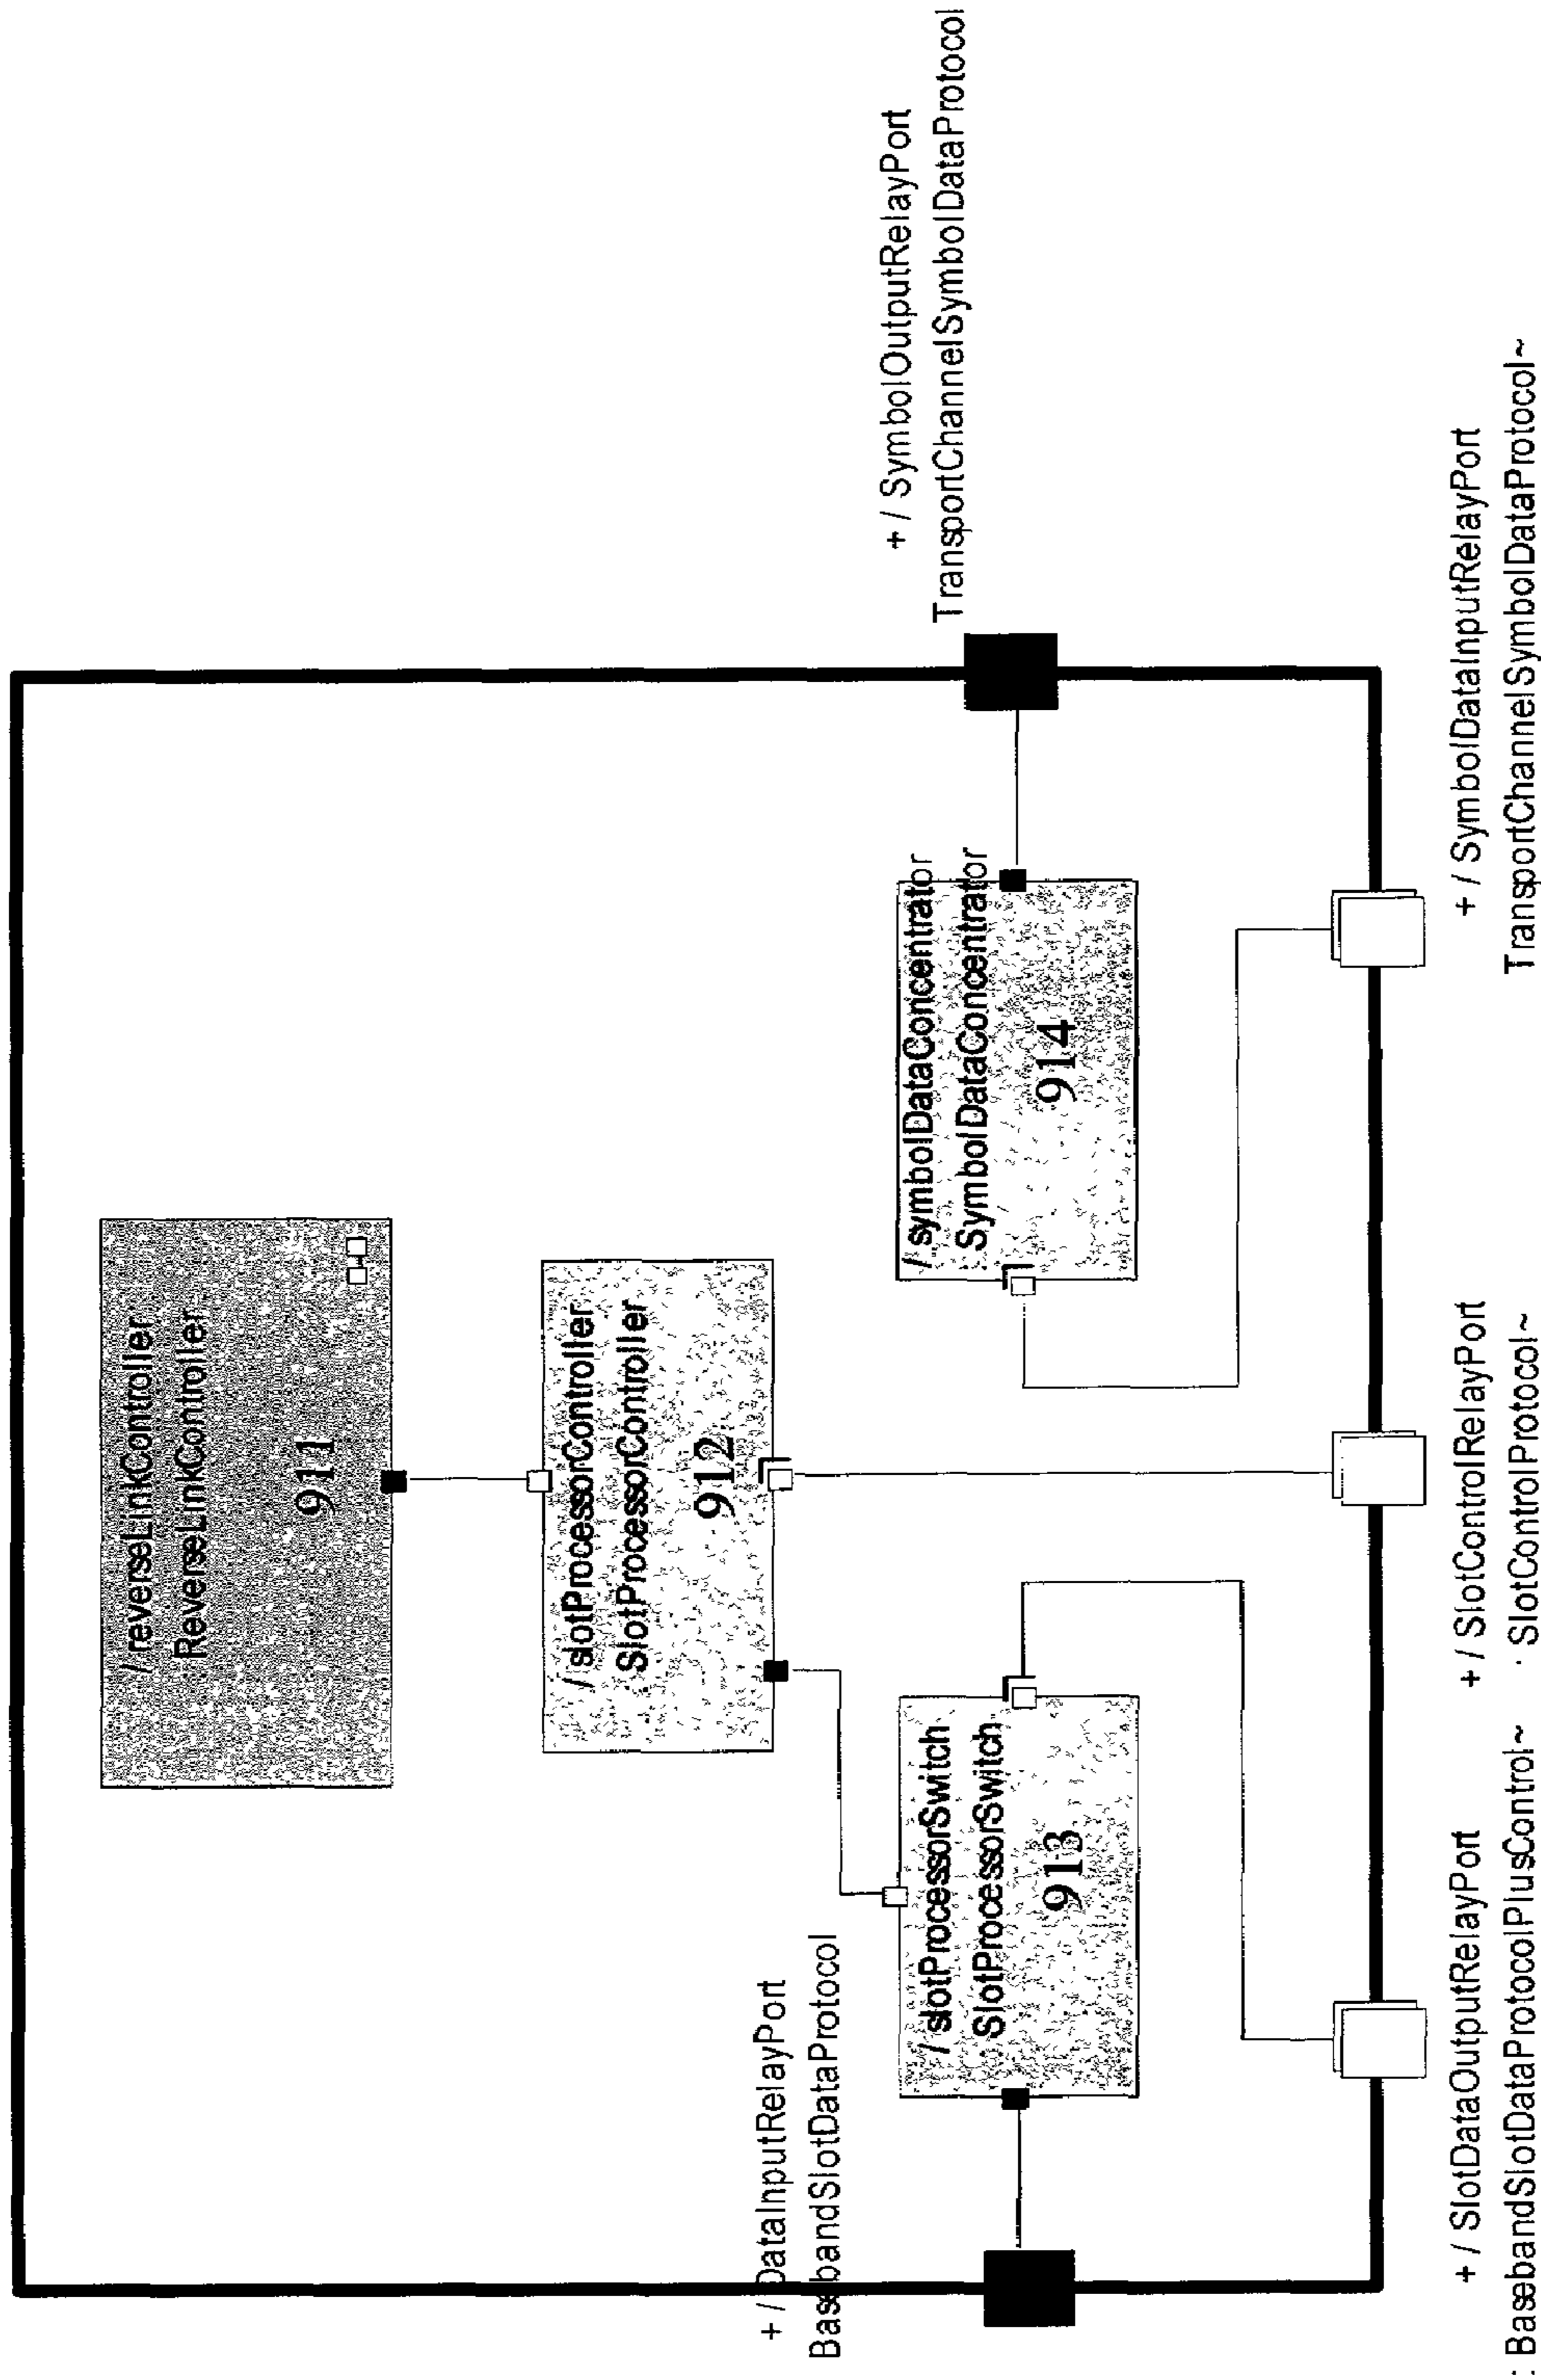 / reverseLinkController
: ReverseLinkController
911
/ slotProcessorController
: SlotProcessorController
912
+ / DataInputRelayPort
BasebandSlotDataProtocol
/ slotProcessorSwitch
: SlotProcessorSwitch
913
/ symbolDataConcentrator
SymbolDataConcentrator
914
+ / SymbolOutputRelayPort
TransportChannelSymbolDataProtocol
+ / SlotDataOutputRelayPort
: BasebandSlotDataProtocolPlusControl~
+ / SlotControlRelayPort
: SlotControlProtocol~
+ / SymbolDataInputRelayPort
TransportChannelSymbolDataProtocol~